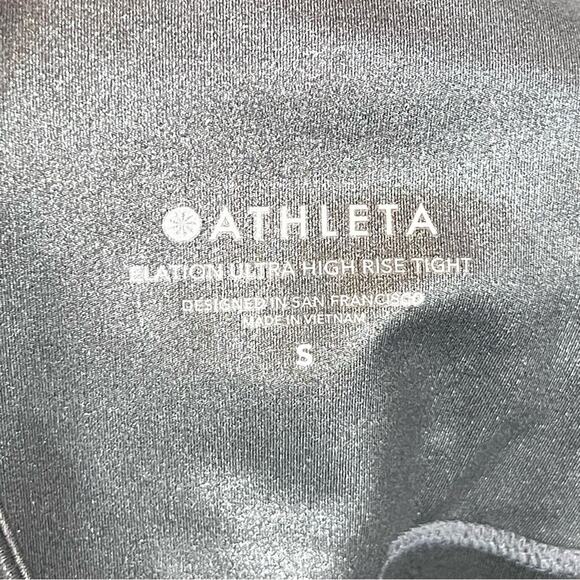 ATHLETA
ELATION ULTRA HIGH RISE TIGHT
DESIGNED IN SAN FRANCISCO
MADE IN VIETNAM
S